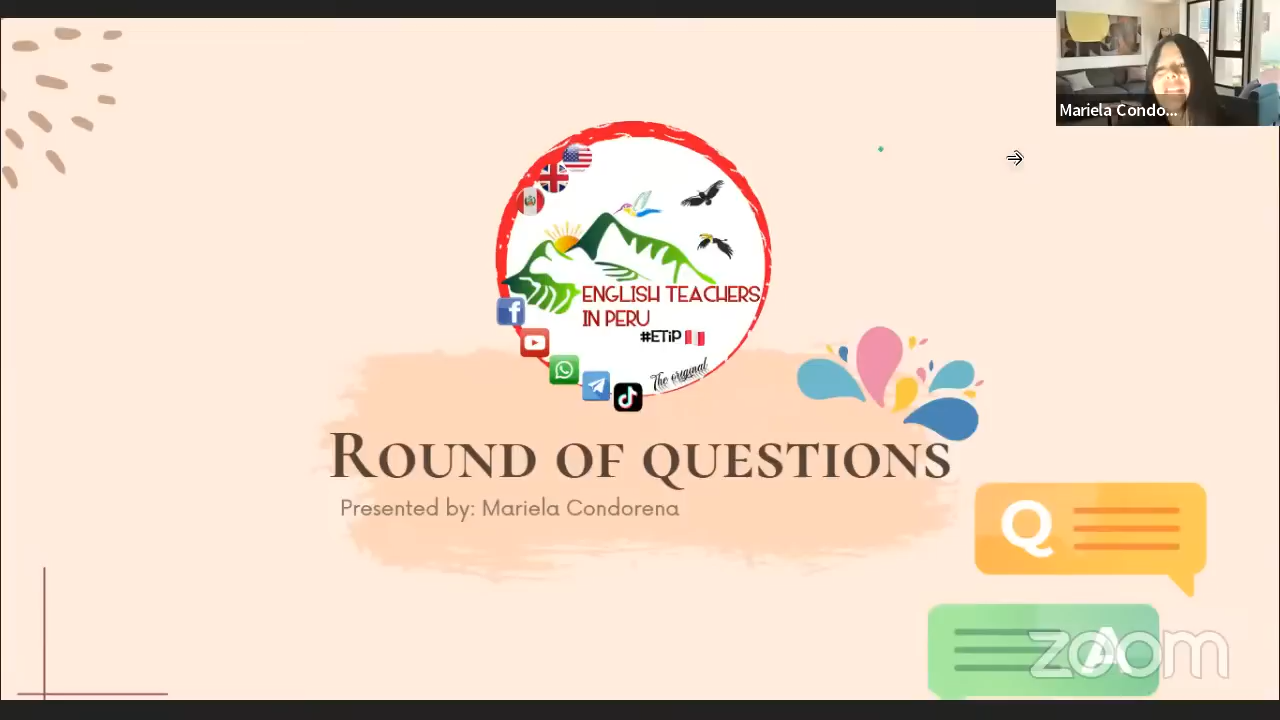 Mariela Condo...
ENGLISH TEACHERS
IN PERU
#ETiP
The original
ROUND OF QUESTIONS
Presented by: Mariela Condorena
Q
A
zoom